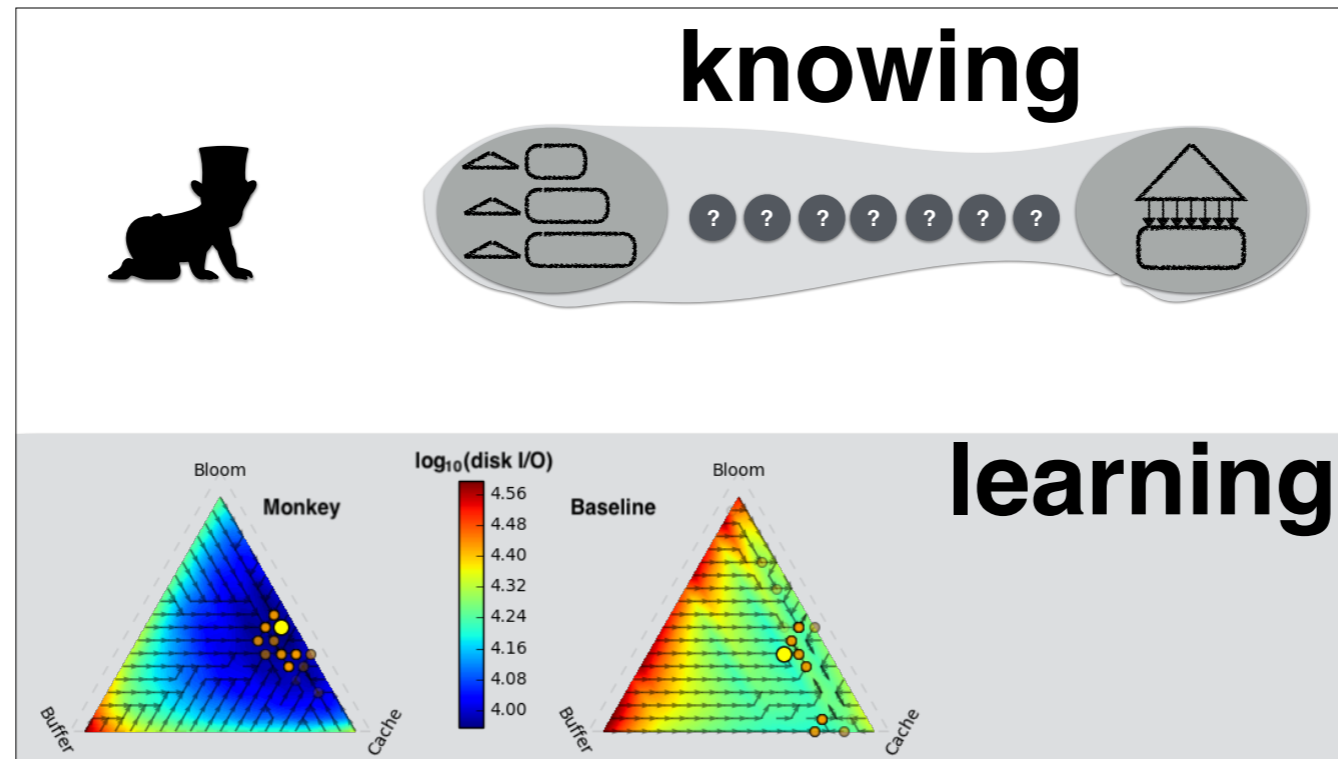 knowing
? ? ? ? ? ? ?
learning
log₁₀(disk I/O)
Bloom
Monkey
Buffer
Cache
4.56
4.48
4.40
4.32
4.24
4.16
4.08
4.00
Bloom
Baseline
Buffer
Cache